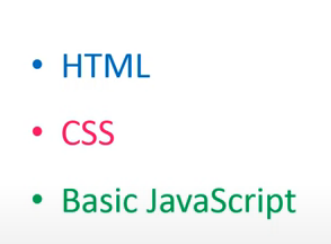 • HTML
• CSS
• Basic JavaScript